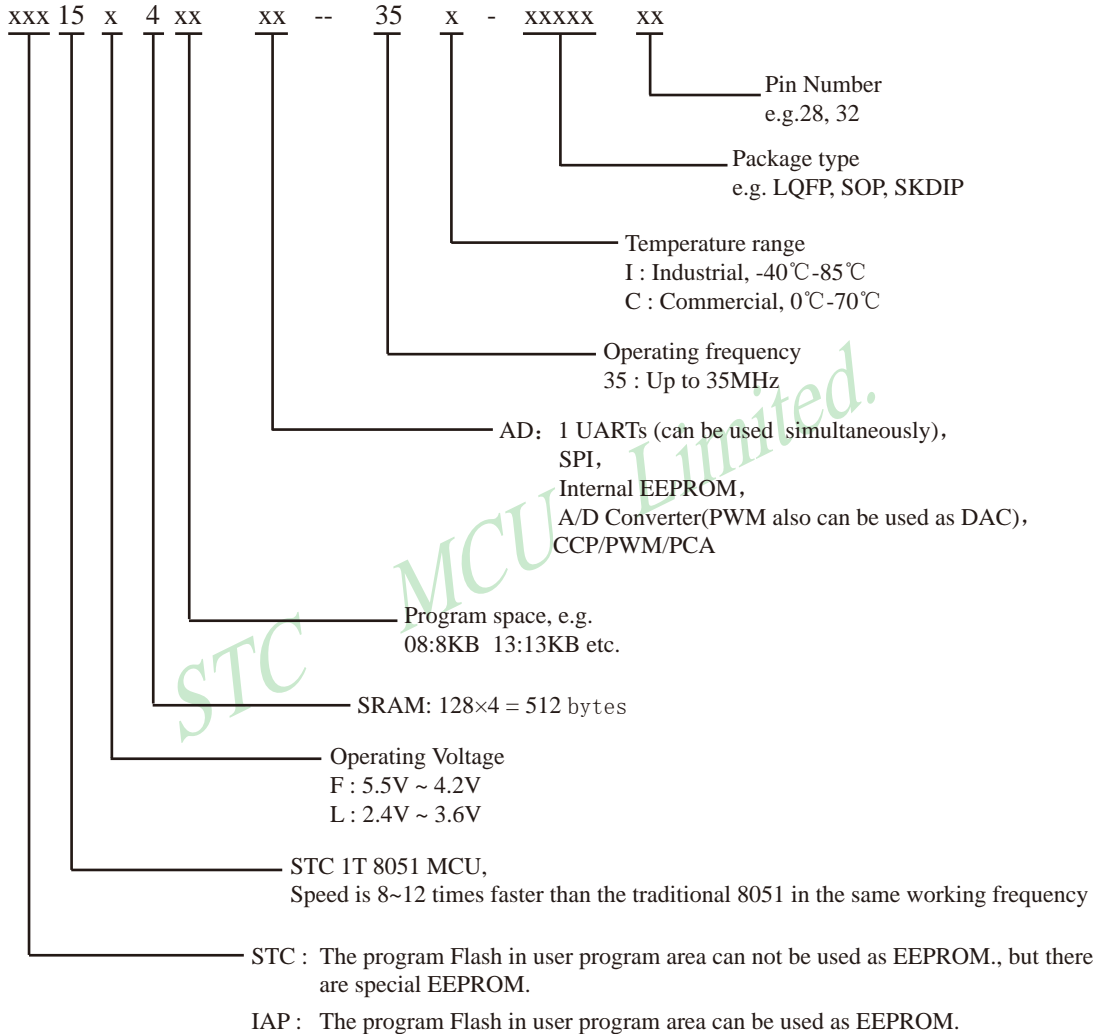 xxx 15 x 4 xx xx -- 35 x - xxxxx xx
Pin Number
e.g.28, 32
Package type
e.g. LQFP, SOP, SKDIP
Temperature range
I : Industrial, -40℃-85℃
C : Commercial, 0℃-70℃
Operating frequency
35 : Up to 35MHz
AD： 1 UARTs (can be used simultaneously)，
SPI，
Internal EEPROM，
A/D Converter(PWM also can be used as DAC)，
CCP/PWM/PCA
Program space, e.g.
08:8KB 13:13KB etc.
SRAM: 128×4 = 512 bytes
Operating Voltage
F : 5.5V ~ 4.2V
L : 2.4V ~ 3.6V
STC 1T 8051 MCU,
Speed is 8~12 times faster than the traditional 8051 in the same working frequency
STC : The program Flash in user program area can not be used as EEPROM., but there
are special EEPROM.
IAP : The program Flash in user program area can be used as EEPROM.
STC MCU Limited.